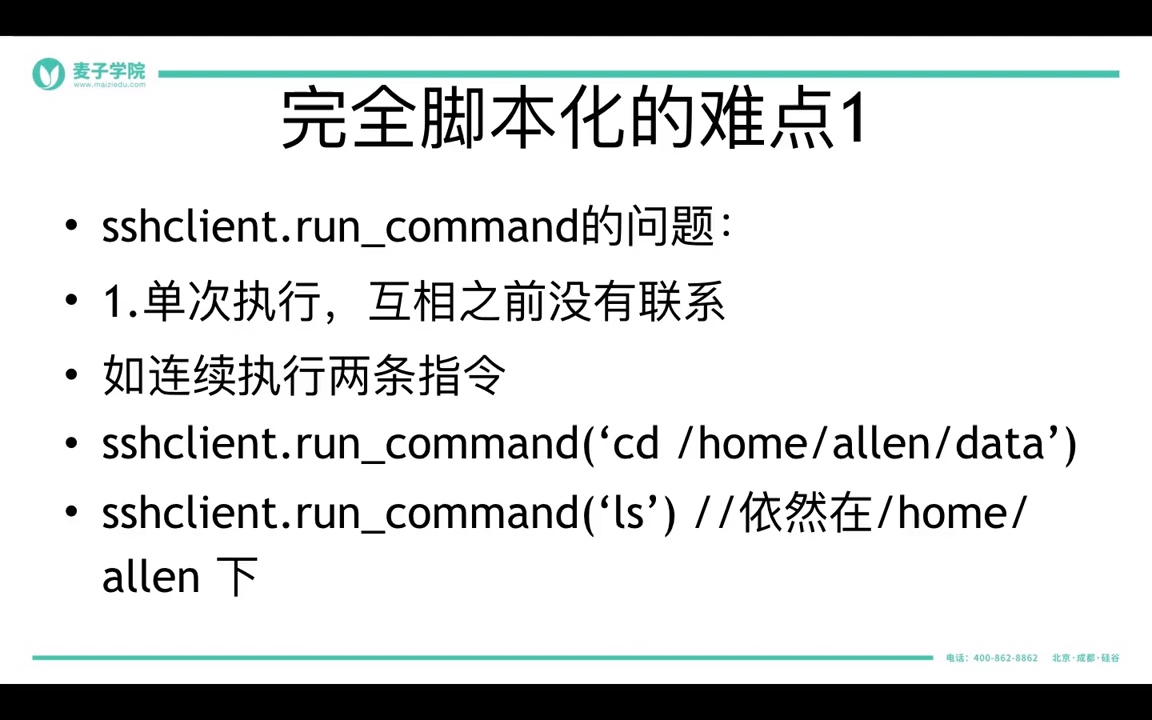 麦子学院
www.maiziedu.com
完全脚本化的难点1
• sshclient.run_command的问题：
• 1.单次执行，互相之前没有联系
• 如连续执行两条指令
• sshclient.run_command(‘cd /home/allen/data’)
• sshclient.run_command(‘ls’) //依然在/home/
allen 下
电话：400-862-8862 北京·成都·硅谷